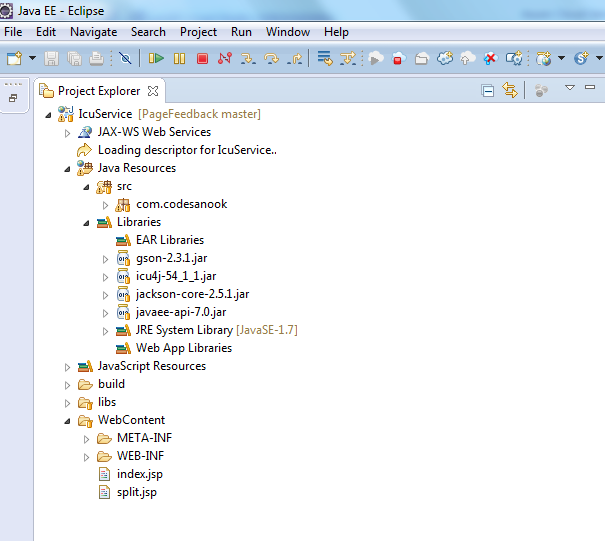 Java EE - Eclipse
File Edit Navigate Search Project Run Window Help
Project Explorer
IcuService [PageFeedback master]
JAX-WS Web Services
Loading descriptor for IcuService..
Java Resources
src
com.codesanook
Libraries
EAR Libraries
gson-2.3.1.jar
icu4j-54_1_1.jar
jackson-core-2.5.1.jar
javaee-api-7.0.jar
JRE System Library [JavaSE-1.7]
Web App Libraries
JavaScript Resources
build
libs
WebContent
META-INF
WEB-INF
index.jsp
split.jsp